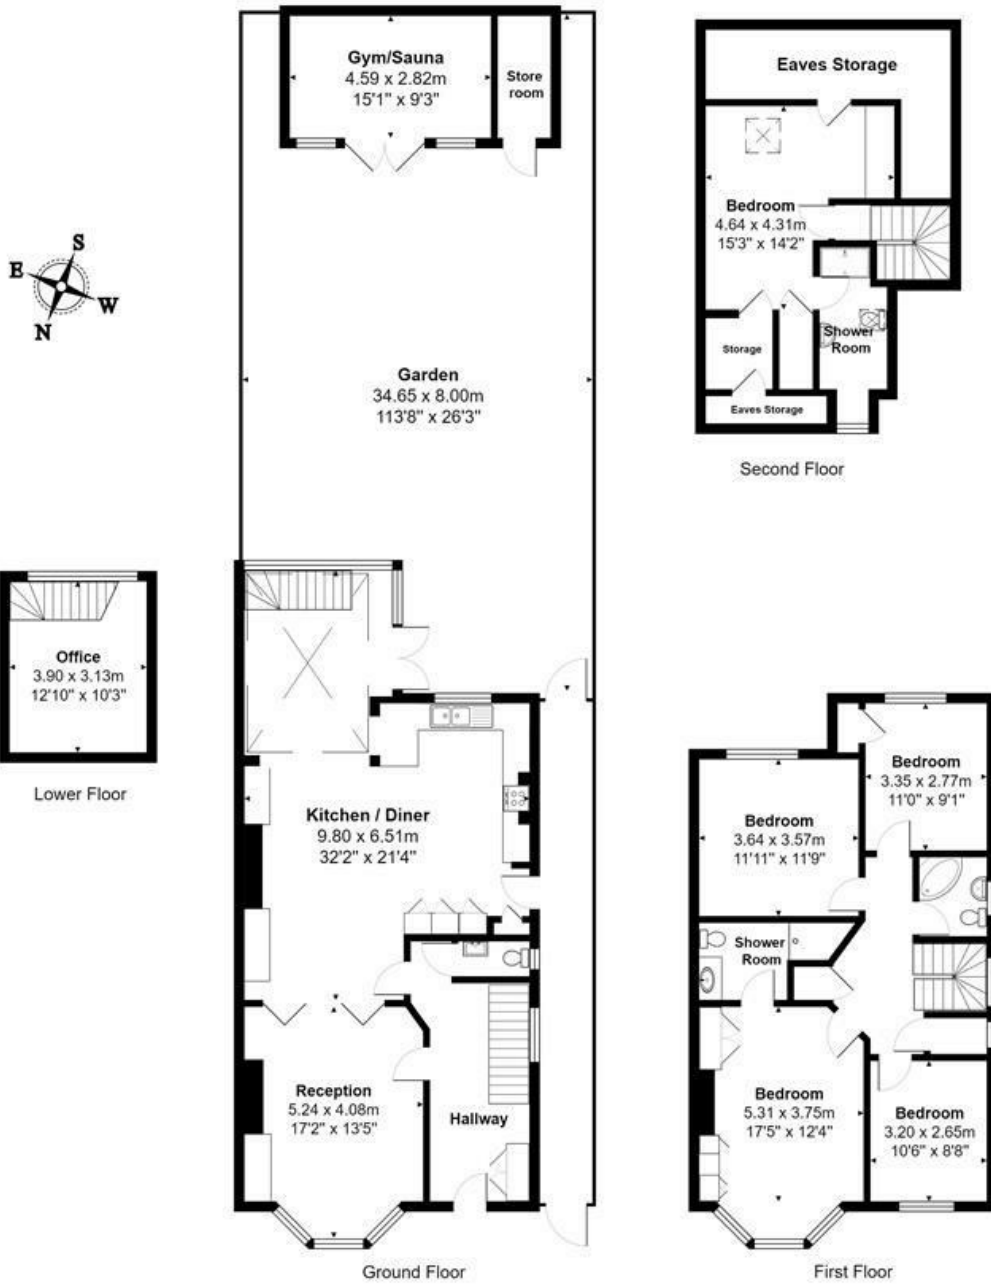 Gym/Sauna
4.59 x 2.82m
15'1" x 9'3"
Store
room
Eaves Storage
Bedroom
4.64 x 4.31m
15'3" x 14'2"
Shower
Room
Storage
Eaves Storage
Second Floor
S
E
W
N
Garden
34.65 x 8.00m
113'8" x 26'3"
Office
3.90 x 3.13m
12'10" x 10'3"
Lower Floor
Kitchen / Diner
9.80 x 6.51m
32'2" x 21'4"
Reception
5.24 x 4.08m
17'2" x 13'5"
Hallway
Ground Floor
Bedroom
3.35 x 2.77m
11'0" x 9'1"
Bedroom
3.64 x 3.57m
11'11" x 11'9"
Shower
Room
Bedroom
5.31 x 3.75m
17'5" x 12'4"
Bedroom
3.20 x 2.65m
10'6" x 8'8"
First Floor